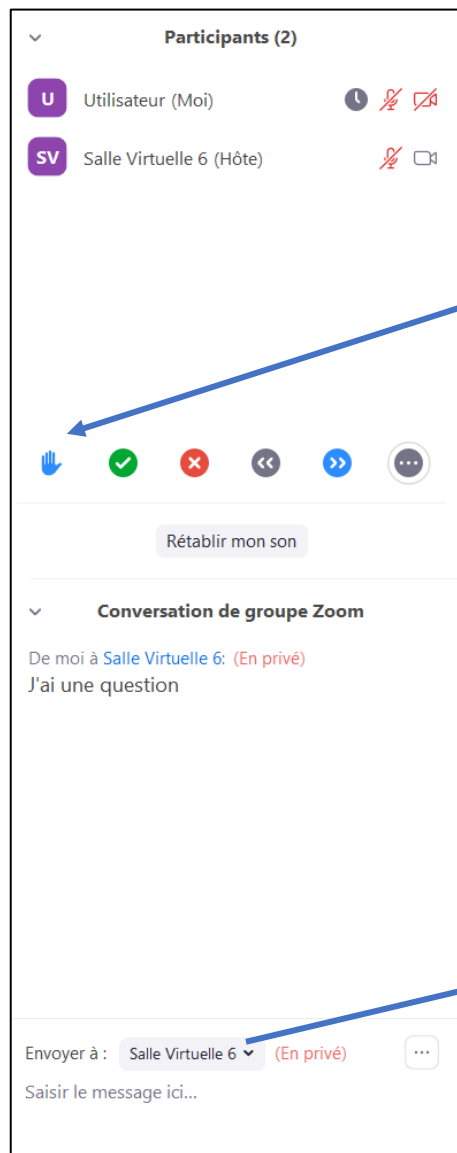 Participants (2)
U Utilisateur (Moi)
SV Salle Virtuelle 6 (Hôte)
Rétablir mon son
Conversation de groupe Zoom
De moi à Salle Virtuelle 6: (En privé)
J'ai une question
Envoyer à : Salle Virtuelle 6 (En privé)
Saisir le message ici...